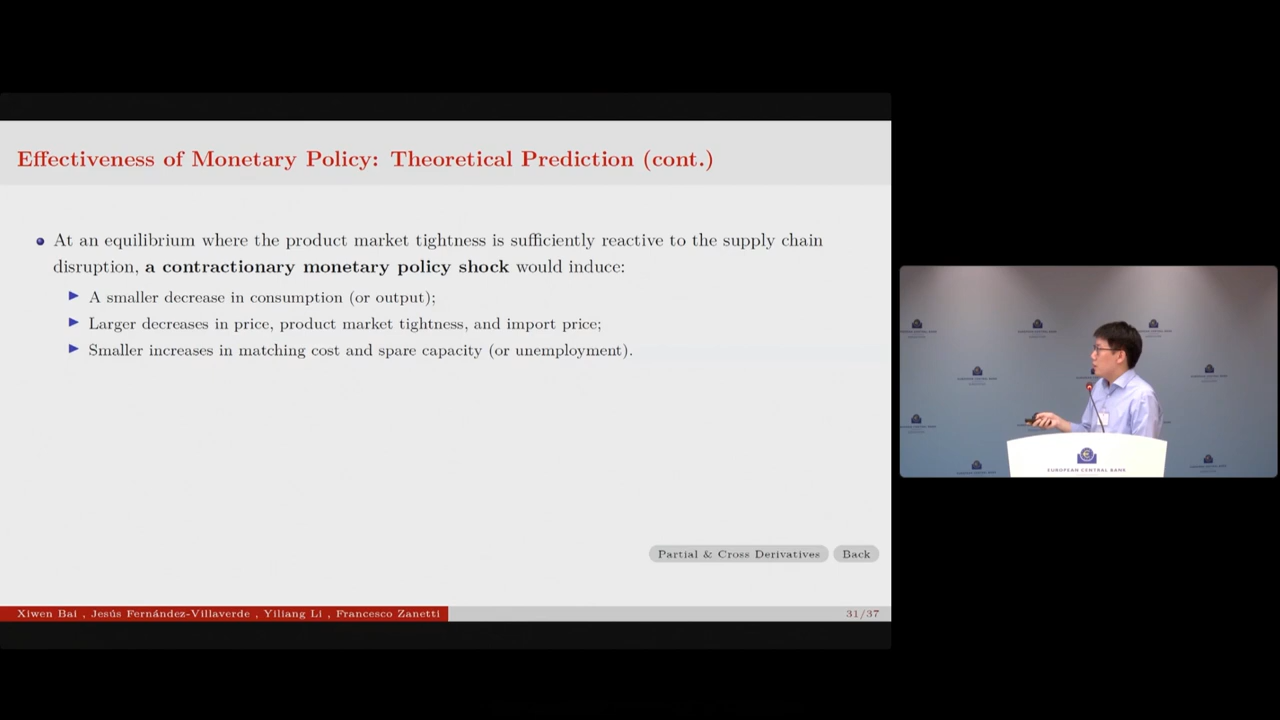 Effectiveness of Monetary Policy: Theoretical Prediction (cont.)
At an equilibrium where the product market tightness is sufficiently reactive to the supply chain
disruption, a contractionary monetary policy shock would induce:
A smaller decrease in consumption (or output);
Larger decreases in price, product market tightness, and import price;
Smaller increases in matching cost and spare capacity (or unemployment).
Partial & Cross Derivatives
Back
Xiwen Bai , Jesús Fernández-Villaverde , Yiliang Li , Francesco Zanetti
31/37
EUROPEAN CENTRAL BANK